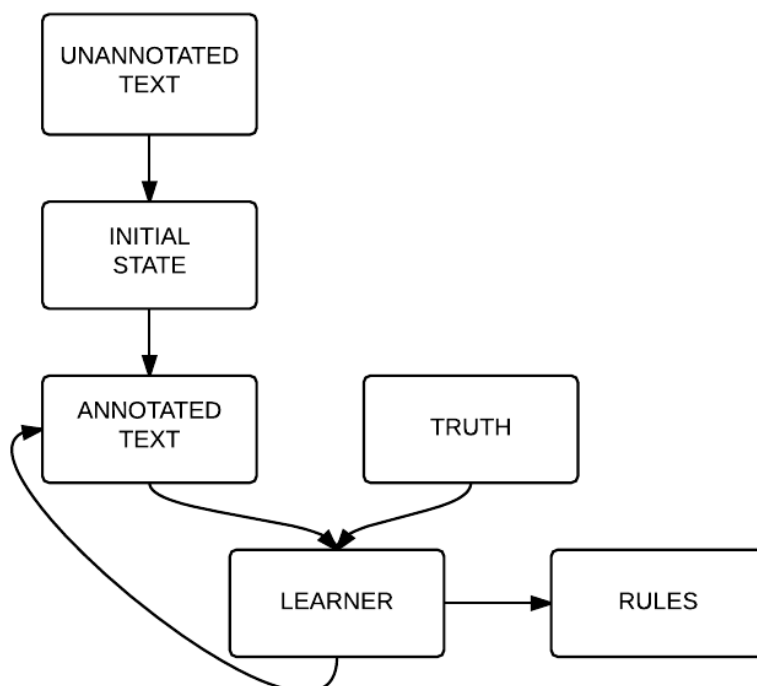 UNANNOTATED
TEXT
INITIAL
STATE
ANNOTATED
TEXT
TRUTH
LEARNER
RULES